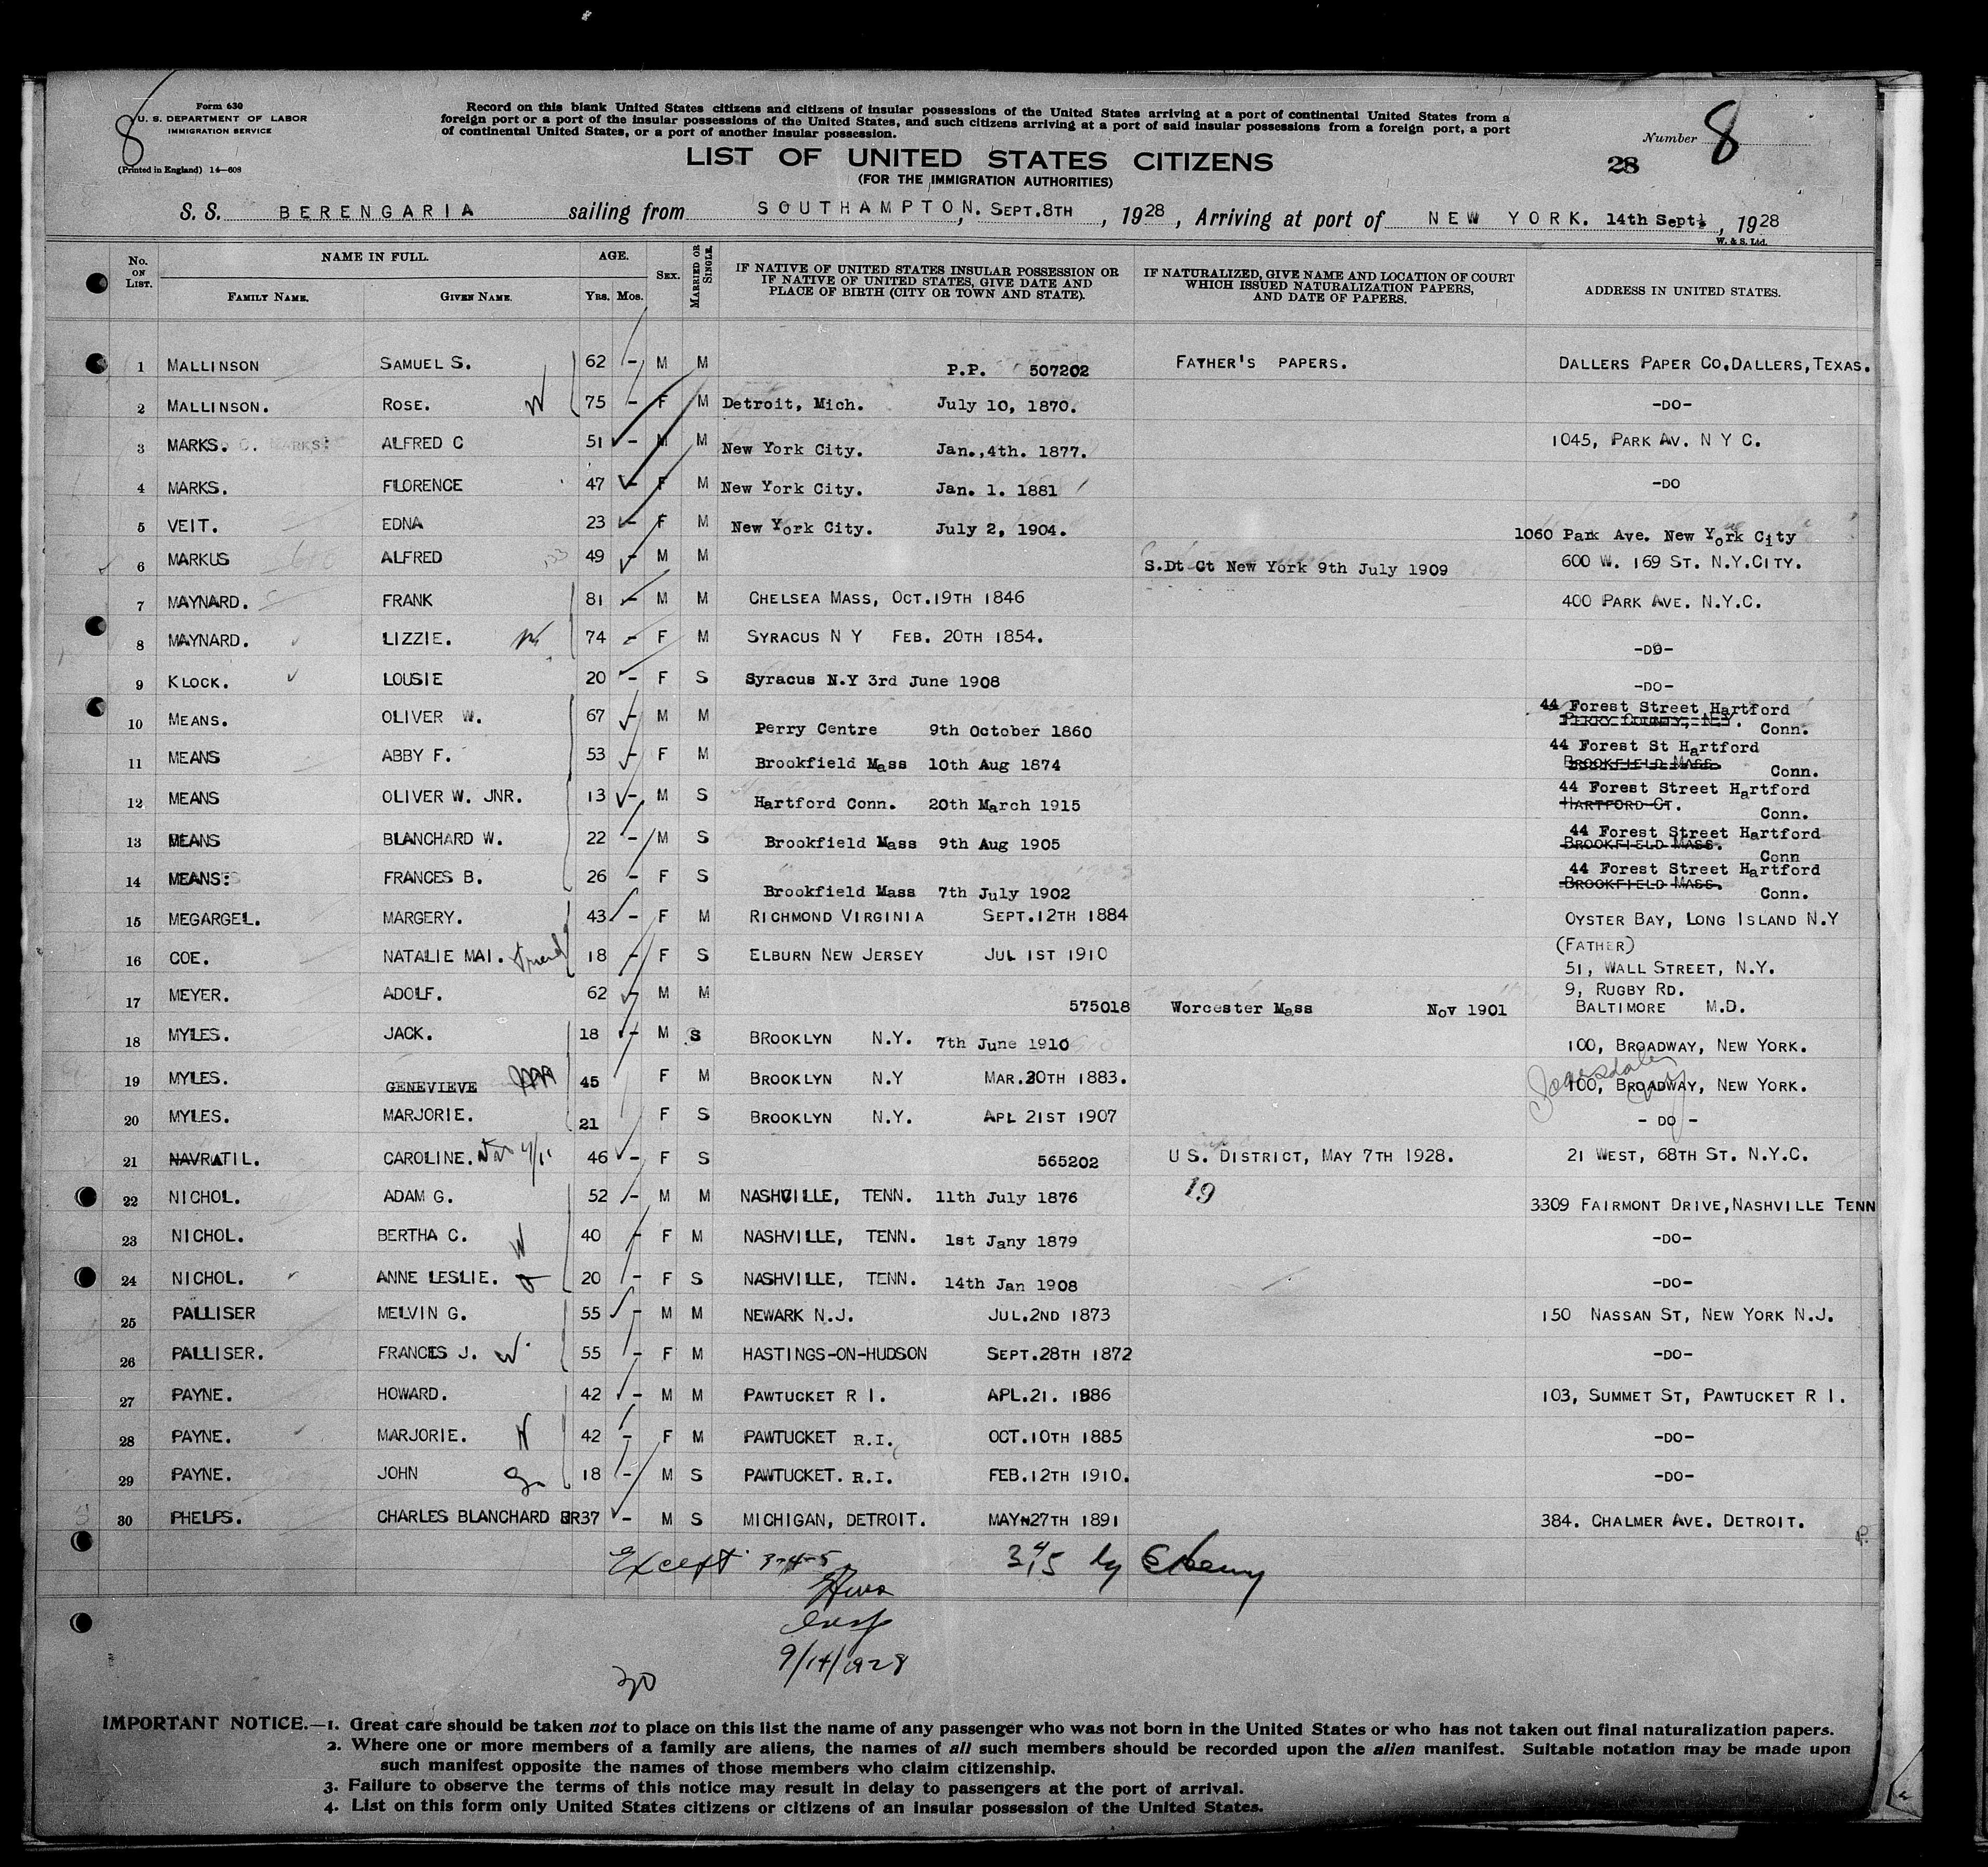 Form 630
U. S. DEPARTMENT OF LABOR
IMMIGRATION SERVICE
(Printed in England) 14—608
8
Record on this blank United States citizens and citizens of insular possessions of the United States arriving at a port of continental United States from a
foreign port or a port of the insular possessions of the United States, and such citizens arriving at a port of said insular possessions from a foreign port, a port
of continental United States, or a port of another insular possession.
LIST OF UNITED STATES CITIZENS
(FOR THE IMMIGRATION AUTHORITIES)
Number 8
28
S. S. BERENGARIA sailing from SOUTHAMPTON, SEPT.8TH, 1928, Arriving at port of NEW YORK. 14th Sept, 1928
W. & S. Ltd.
No. ON LIST. NAME IN FULL. AGE. SEX. MARRIED OR SINGLE. IF NATIVE OF UNITED STATES INSULAR POSSESSION OR IF NATIVE OF UNITED STATES, GIVE DATE AND PLACE OF BIRTH (CITY OR TOWN AND STATE). IF NATURALIZED, GIVE NAME AND LOCATION OF COURT WHICH ISSUED NATURALIZATION PAPERS, AND DATE OF PAPERS. ADDRESS IN UNITED STATES.
FAMILY NAME. GIVEN NAME. Yrs. Mos.
1 MALLINSON SAMUEL S. 62 - M M P.P. 507202 FATHER'S PAPERS. DALLERS PAPER CO.DALLERS,TEXAS.
2 MALLINSON. ROSE. W 75 - F M Detroit, Mich. July 10, 1870. -DO-
3 MARKS. ALFRED C 51 - M M New York City. Jan.,4th. 1877. 1045, PARK AV. N Y C.
4 MARKS. FLORENCE 47 - F M New York City. Jan. 1. 1881 -DO
5 VEIT. EDNA 23 - F M New York City. July 2, 1904. 1060 Park Ave. New York City
6 MARKUS ALFRED 49 M M S.Dt Ct New York 9th July 1909 600 W. 169 ST. N.Y.CITY.
7 MAYNARD. FRANK 81 - M M CHELSEA MASS, OCT.19TH 1846 400 PARK AVE. N.Y.C.
8 MAYNARD. LIZZIE. W 74 - F M SYRACUS N Y FEB. 20TH 1854. -DO-
9 KLOCK. LOUSIE 20 - F S Syracus N.Y 3rd June 1908 -DO-
10 MEANS. OLIVER W. 67 - M M Perry Centre 9th October 1860 44 Forest Street Hartford
PERRY COUNTY, N.Y. Conn.
11 MEANS ABBY F. 53 - F M Brookfield Mass 10th Aug 1874 44 Forest St Hartford
BROOKFIELD MASS. Conn.
12 MEANS OLIVER W. JNR. 13 - M S Hartford Conn. 20th March 1915 44 Forest Street Hartford
HARTFORD CT. Conn.
13 MEANS BLANCHARD W. 22 - M S Brookfield Mass 9th Aug 1905 44 Forest Street Hartford
BROOKFIELD MASS. Conn
14 MEANS: FRANCES B. 26 - F S Brookfield Mass 7th July 1902 44 Forest Street Hartford
BROOKFIELD MASS. Conn.
15 MEGARGEL. MARGERY. 43 - F M RICHMOND VIRGINIA SEPT.12TH 1884 OYSTER BAY, LONG ISLAND N.Y
16 COE. NATALIE MAI. friend 18 - F S ELBURN NEW JERSEY JUL 1ST 1910 (FATHER)
51, WALL STREET, N.Y.
17 MEYER. ADOLF. 62 - M M 575018 Worcester Mass Nov 1901 9, RUGBY RD.
BALTIMORE M.D.
18 MYLES. JACK. 18 - M S BROOKLYN N.Y. 7th June 1910 100, BROADWAY, NEW YORK.
19 MYLES. GENEVIEVE 45 F M BROOKLYN N.Y MAR.20TH 1883. 100, BROADWAY, NEW YORK.
20 MYLES. MARJORIE. 21 F S BROOKLYN N.Y. APL 21ST 1907 - DO -
21 NAVRATIL. CAROLINE. 46 - F S 565202 U S. DISTRICT, MAY 7TH 1928. 21 WEST, 68TH ST. N.Y.C.
22 NICHOL. ADAM G. 52 - M M NASHVILLE, TENN. 11th July 1876 19 3309 FAIRMONT DRIVE,NASHVILLE TENN
23 NICHOL. BERTHA C. W 40 - F M NASHVILLE, TENN. 1st Jany 1879 -DO-
24 NICHOL. ANNE LESLIE. 20 - F S NASHVILLE, TENN. 14th Jan 1908 -DO-
25 PALLISER MELVIN G. 55 - M M NEWARK N.J. JUL.2ND 1873 150 NASSAN ST, NEW YORK N.J.
26 PALLISER. FRANCIS J. W 55 - F M HASTINGS-ON-HUDSON SEPT.28TH 1872 -DO-
27 PAYNE. HOWARD. 42 - M M PAWTUCKET R I. APL.21. 1886 103, SUMMET ST, PAWTUCKET R I.
28 PAYNE. MARJORIE. W 42 - F M PAWTUCKET R.I. OCT.10TH 1885 -DO-
29 PAYNE. JOHN 18 - M S PAWTUCKET. R.I. FEB.12TH 1910. -DO-
30 PHELPS. CHARLES BLANCHARD JR 37 - M S MICHIGAN, DETROIT. MAY 27TH 1891 384. CHALMER AVE. DETROIT.
Except 3-4-5 3,4,5 by
Insp
9/14/1928
30
IMPORTANT NOTICE.—1. Great care should be taken not to place on this list the name of any passenger who was not born in the United States or who has not taken out final naturalization papers.
2. Where one or more members of a family are aliens, the names of all such members should be recorded upon the alien manifest. Suitable notation may be made upon
such manifest opposite the names of those members who claim citizenship.
3. Failure to observe the terms of this notice may result in delay to passengers at the port of arrival.
4. List on this form only United States citizens or citizens of an insular possession of the United States.